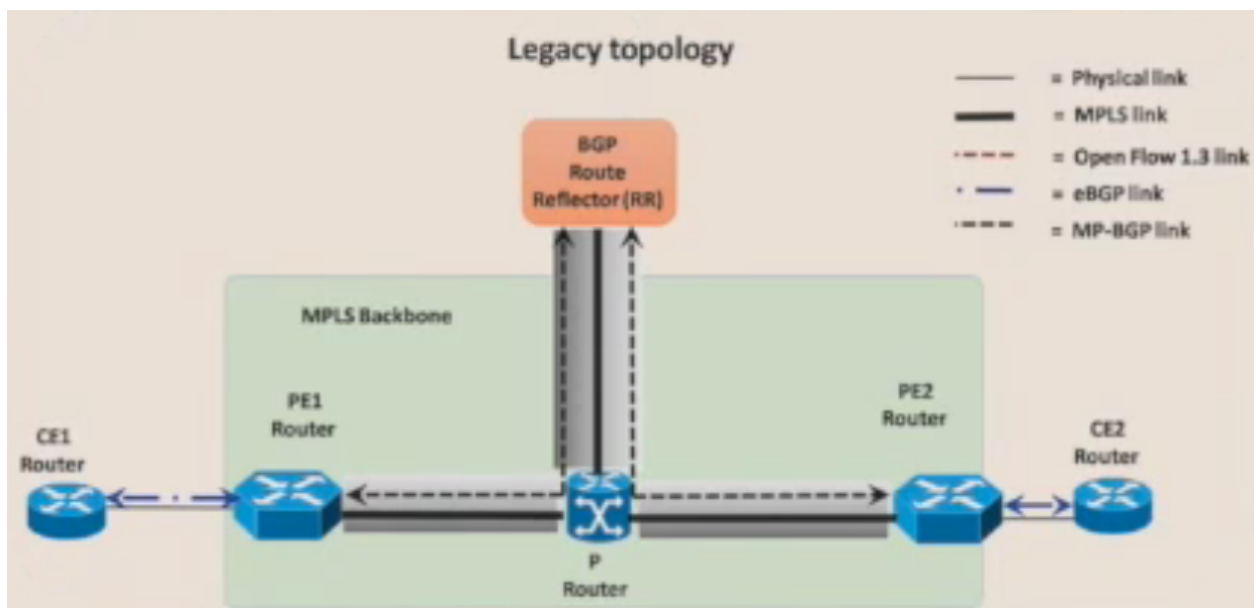 Legacy topology
= Physical link
= MPLS link
= Open Flow 1.3 link
= eBGP link
= MP-BGP link
BGP
Route
Reflector (RR)
MPLS Backbone
PE1
Router
PE2
Router
CE1
Router
CE2
Router
P
Router